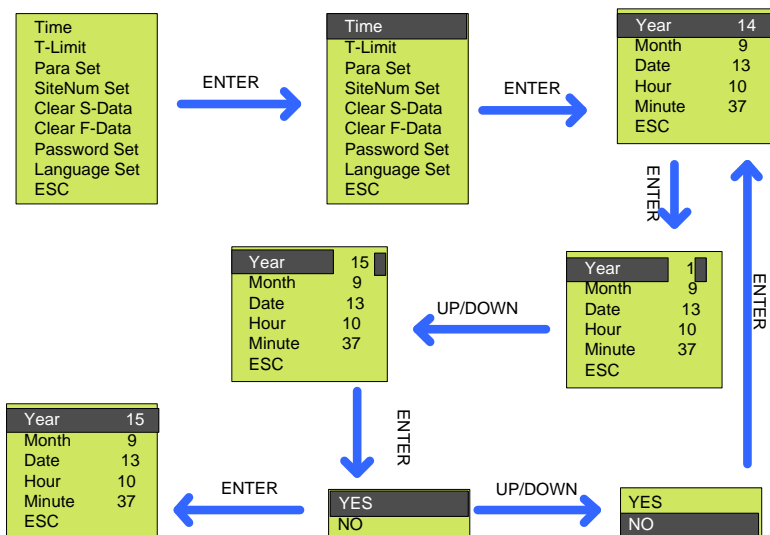 Time
T-Limit
Para Set
SiteNum Set
Clear S-Data
Clear F-Data
Password Set
Language Set
ESC
ENTER
Time
T-Limit
Para Set
SiteNum Set
Clear S-Data
Clear F-Data
Password Set
Language Set
ESC
ENTER
Year 14
Month 9
Date 13
Hour 10
Minute 37
ESC
ENTER
ENTER
Year 1
Month 9
Date 13
Hour 10
Minute 37
ESC
UP/DOWN
Year 15
Month 9
Date 13
Hour 10
Minute 37
ESC
ENTER
YES
NO
ENTER
Year 15
Month 9
Date 13
Hour 10
Minute 37
ESC
UP/DOWN
YES
NO